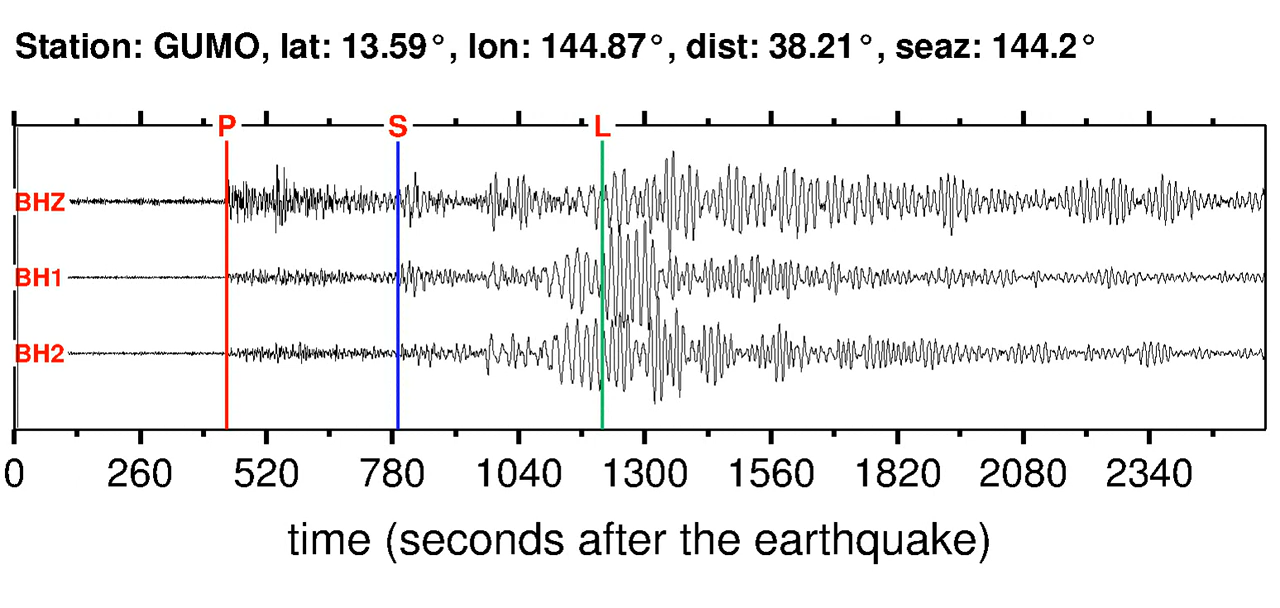 Station: GUMO, lat: 13.59°, lon: 144.87°, dist: 38.21°, seaz: 144.2°
P S L
BHZ
BH1
BH2
0 260 520 780 1040 1300 1560 1820 2080 2340
time (seconds after the earthquake)